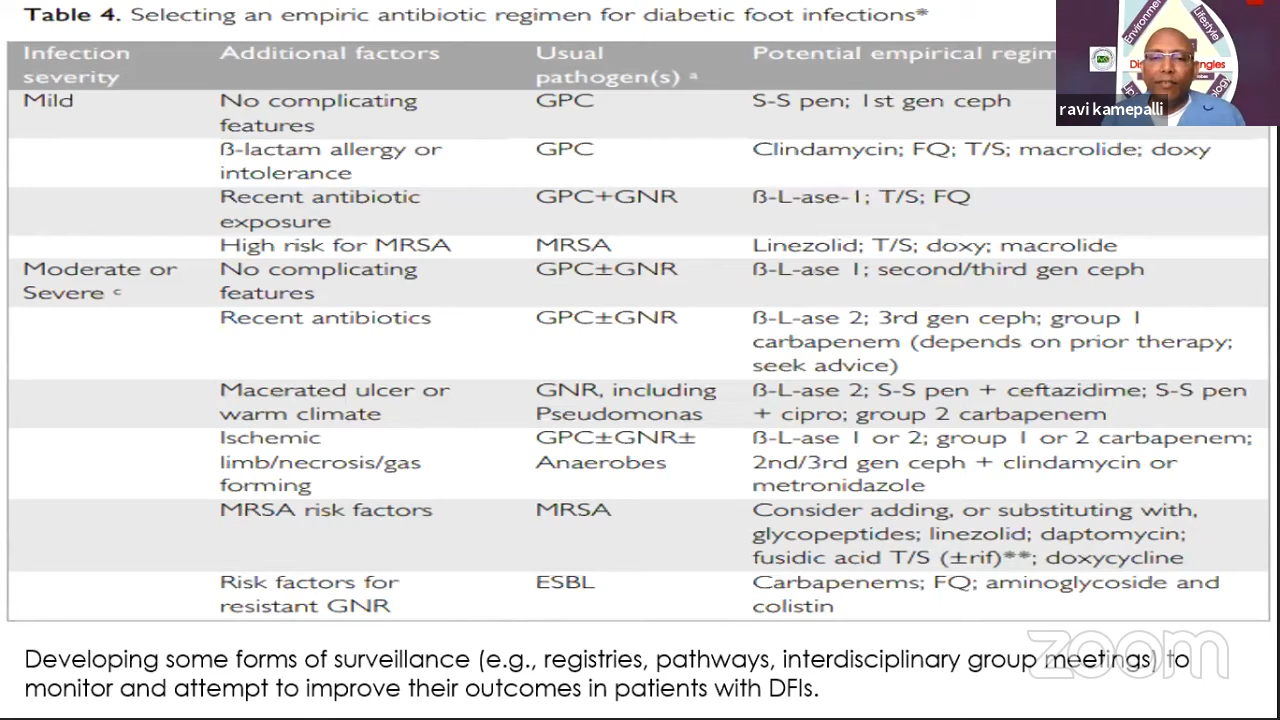 Table 4. Selecting an empiric antibiotic regimen for diabetic foot infections*
Infection severity Additional factors Usual pathogen(s) ᵃ Potential empirical
Mild No complicating features GPC S-S pen; 1st gen ceph
ß-lactam allergy or intolerance GPC Clindamycin; FQ; T/S; macrolide; doxy
Recent antibiotic exposure GPC+GNR ß-L-ase-1; T/S; FQ
High risk for MRSA MRSA Linezolid; T/S; doxy; macrolide
Moderate or Severe ᶜ No complicating features GPC±GNR ß-L-ase 1; second/third gen ceph
Recent antibiotics GPC±GNR ß-L-ase 2; 3rd gen ceph; group 1 carbapenem (depends on prior therapy; seek advice)
Macerated ulcer or warm climate GNR, including Pseudomonas ß-L-ase 2; S-S pen + ceftazidime; S-S pen + cipro; group 2 carbapenem
Ischemic limb/necrosis/gas forming GPC±GNR± Anaerobes ß-L-ase 1 or 2; group 1 or 2 carbapenem; 2nd/3rd gen ceph + clindamycin or metronidazole
MRSA risk factors MRSA Consider adding, or substituting with, glycopeptides; linezolid; daptomycin; fusidic acid T/S (±rif)**; doxycycline
Risk factors for resistant GNR ESBL Carbapenems; FQ; aminoglycoside and colistin
Developing some forms of surveillance (e.g., registries, pathways, interdisciplinary group meetings) to
monitor and attempt to improve their outcomes in patients with DFIs.
zoom
Lifestyle
ravi kamepalli